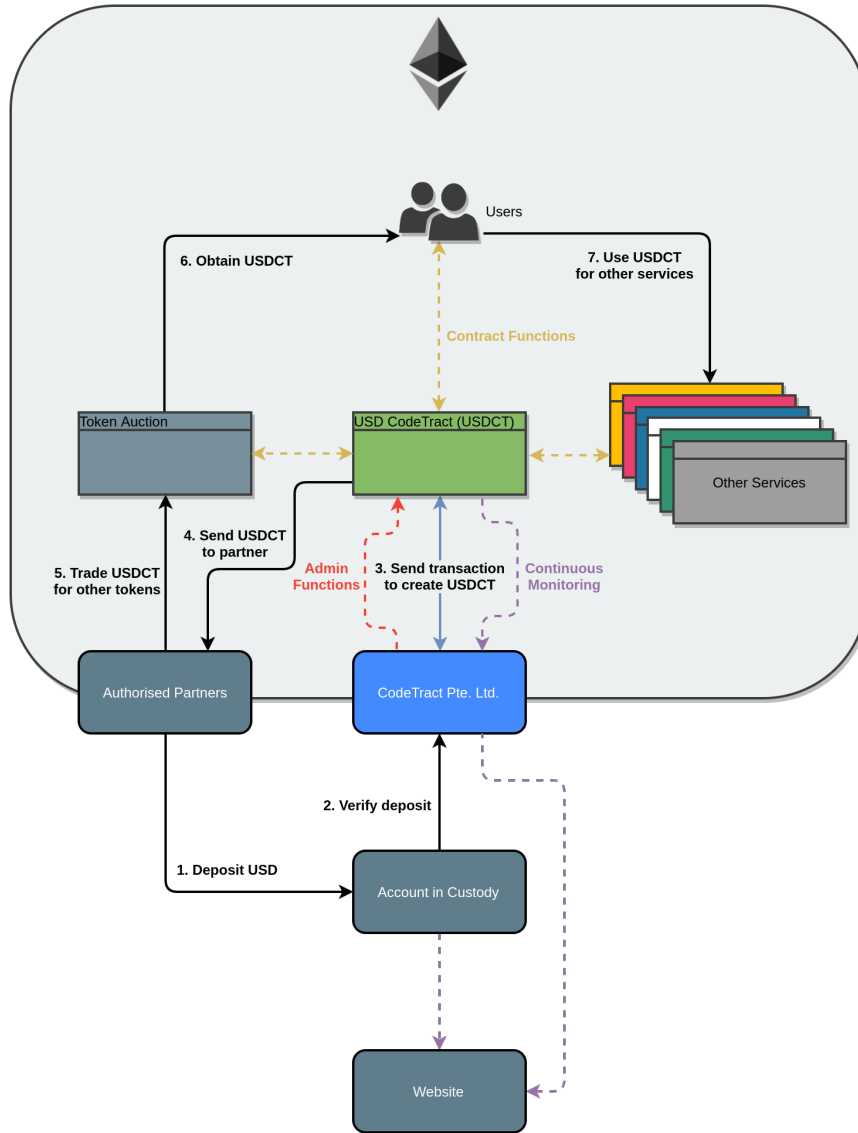 Users
6. Obtain USDCT
7. Use USDCT
for other services
Contract Functions
Token Auction
USD CodeTract (USDCT)
Other Services
4. Send USDCT
to partner
5. Trade USDCT
for other tokens
Admin
Functions
3. Send transaction
to create USDCT
Continuous
Monitoring
Authorised Partners
CodeTract Pte. Ltd.
2. Verify deposit
1. Deposit USD
Account in Custody
Website